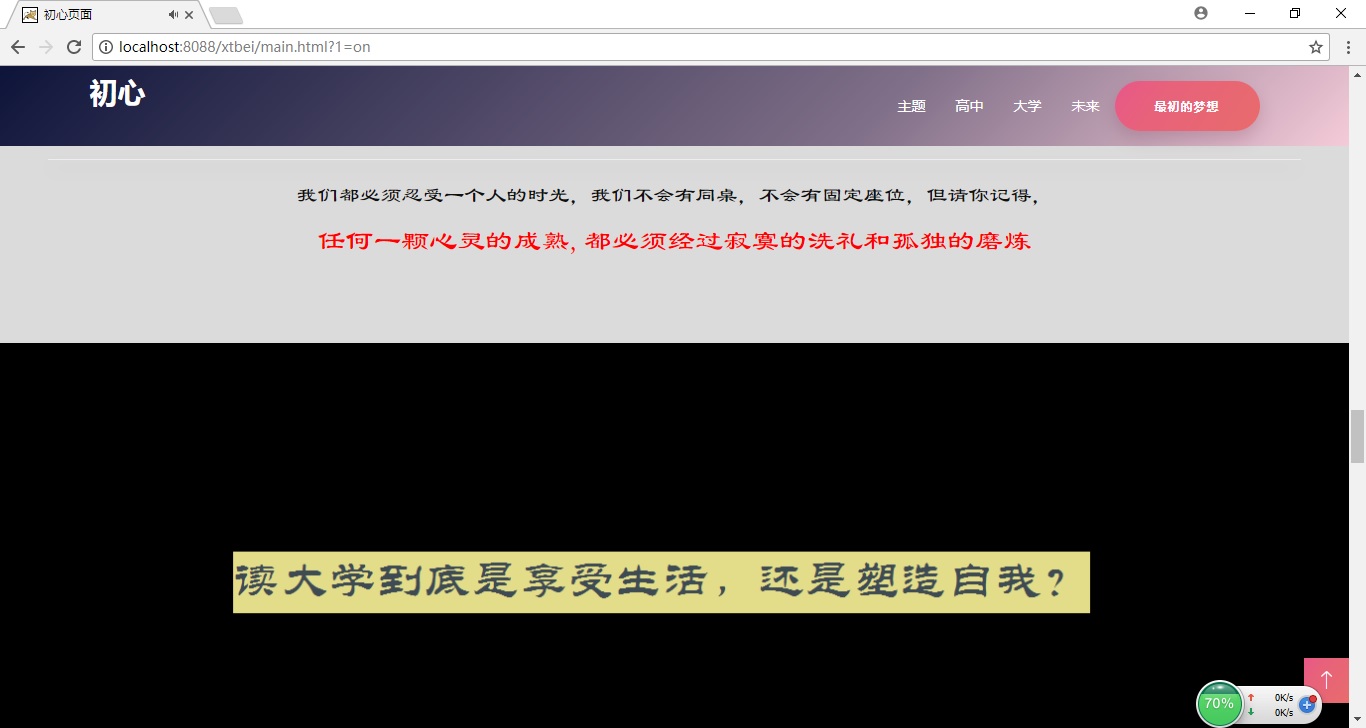 初心页面
localhost:8088/xtbei/main.html?1=on
初心
主题 高中 大学 未来 最初的梦想
我们都必须忍受一个人的时光，我们不会有同桌，不会有固定座位，但请你记得，
任何一颗心灵的成熟,都必须经过寂寞的洗礼和孤独的磨炼
读大学到底是享受生活，还是塑造自我?
70%
0K/s
0K/s